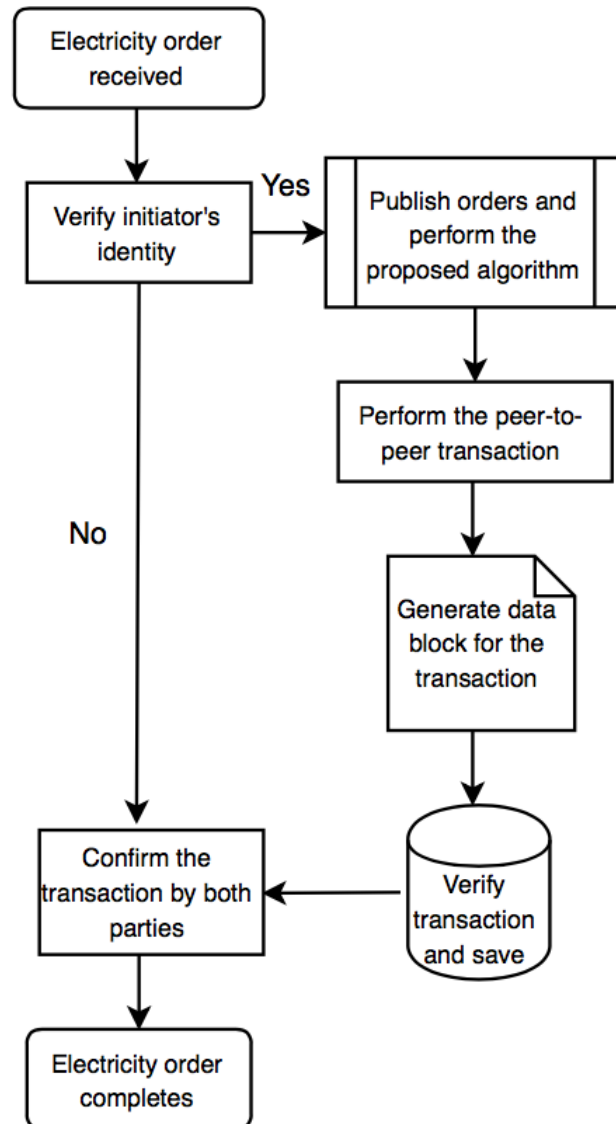 Electricity order
received
Verify initiator's
identity
Yes
Publish orders and
perform the
proposed algorithm
Perform the peer-to-
peer transaction
No
Generate data
block for the
transaction
Verify
transaction
and save
Confirm the
transaction by both
parties
Electricity order
completes